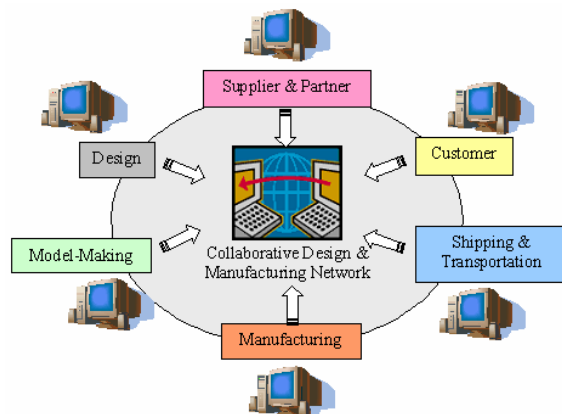 Supplier & Partner
Design
Customer
Model-Making
Collaborative Design &
Manufacturing Network
Shipping &
Transportation
Manufacturing